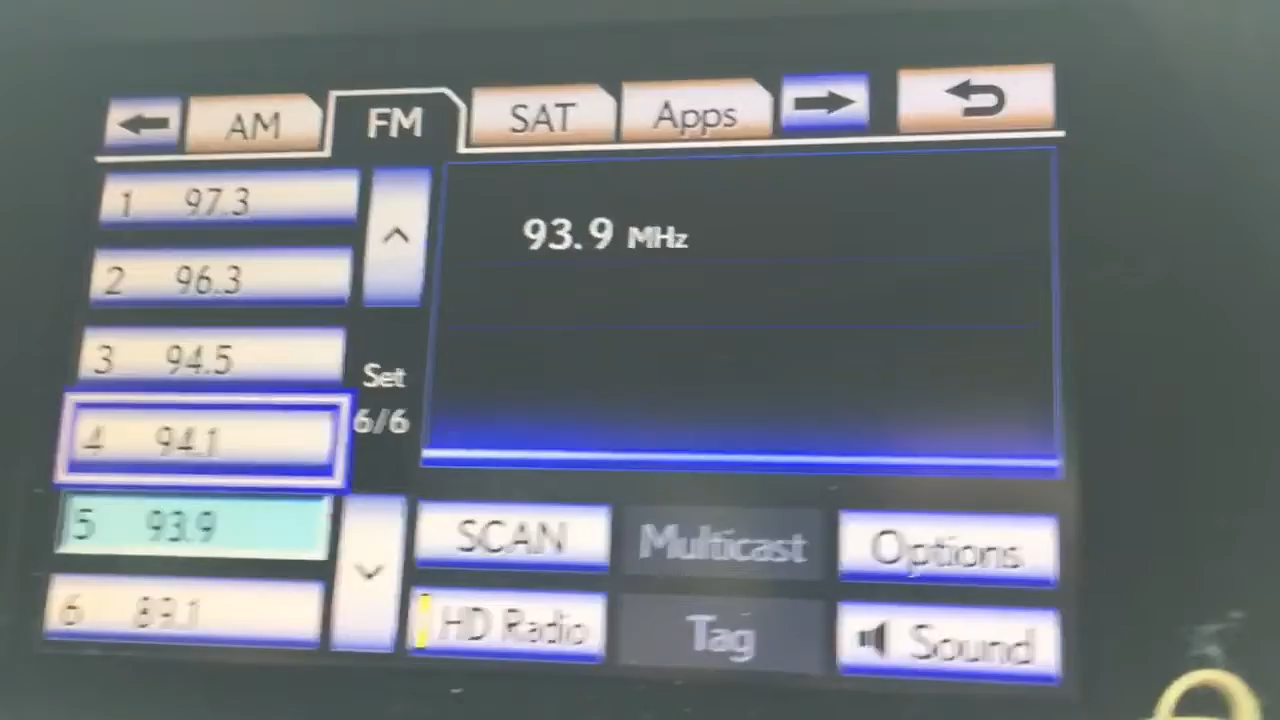 AM FM SAT Apps
1 97.3
93.9 MHz
2 96.3
3 94.5
Set
6/6
4 94.1
5 93.9
SCAN Multicast Options
6 89.1
HD Radio Tag Sound